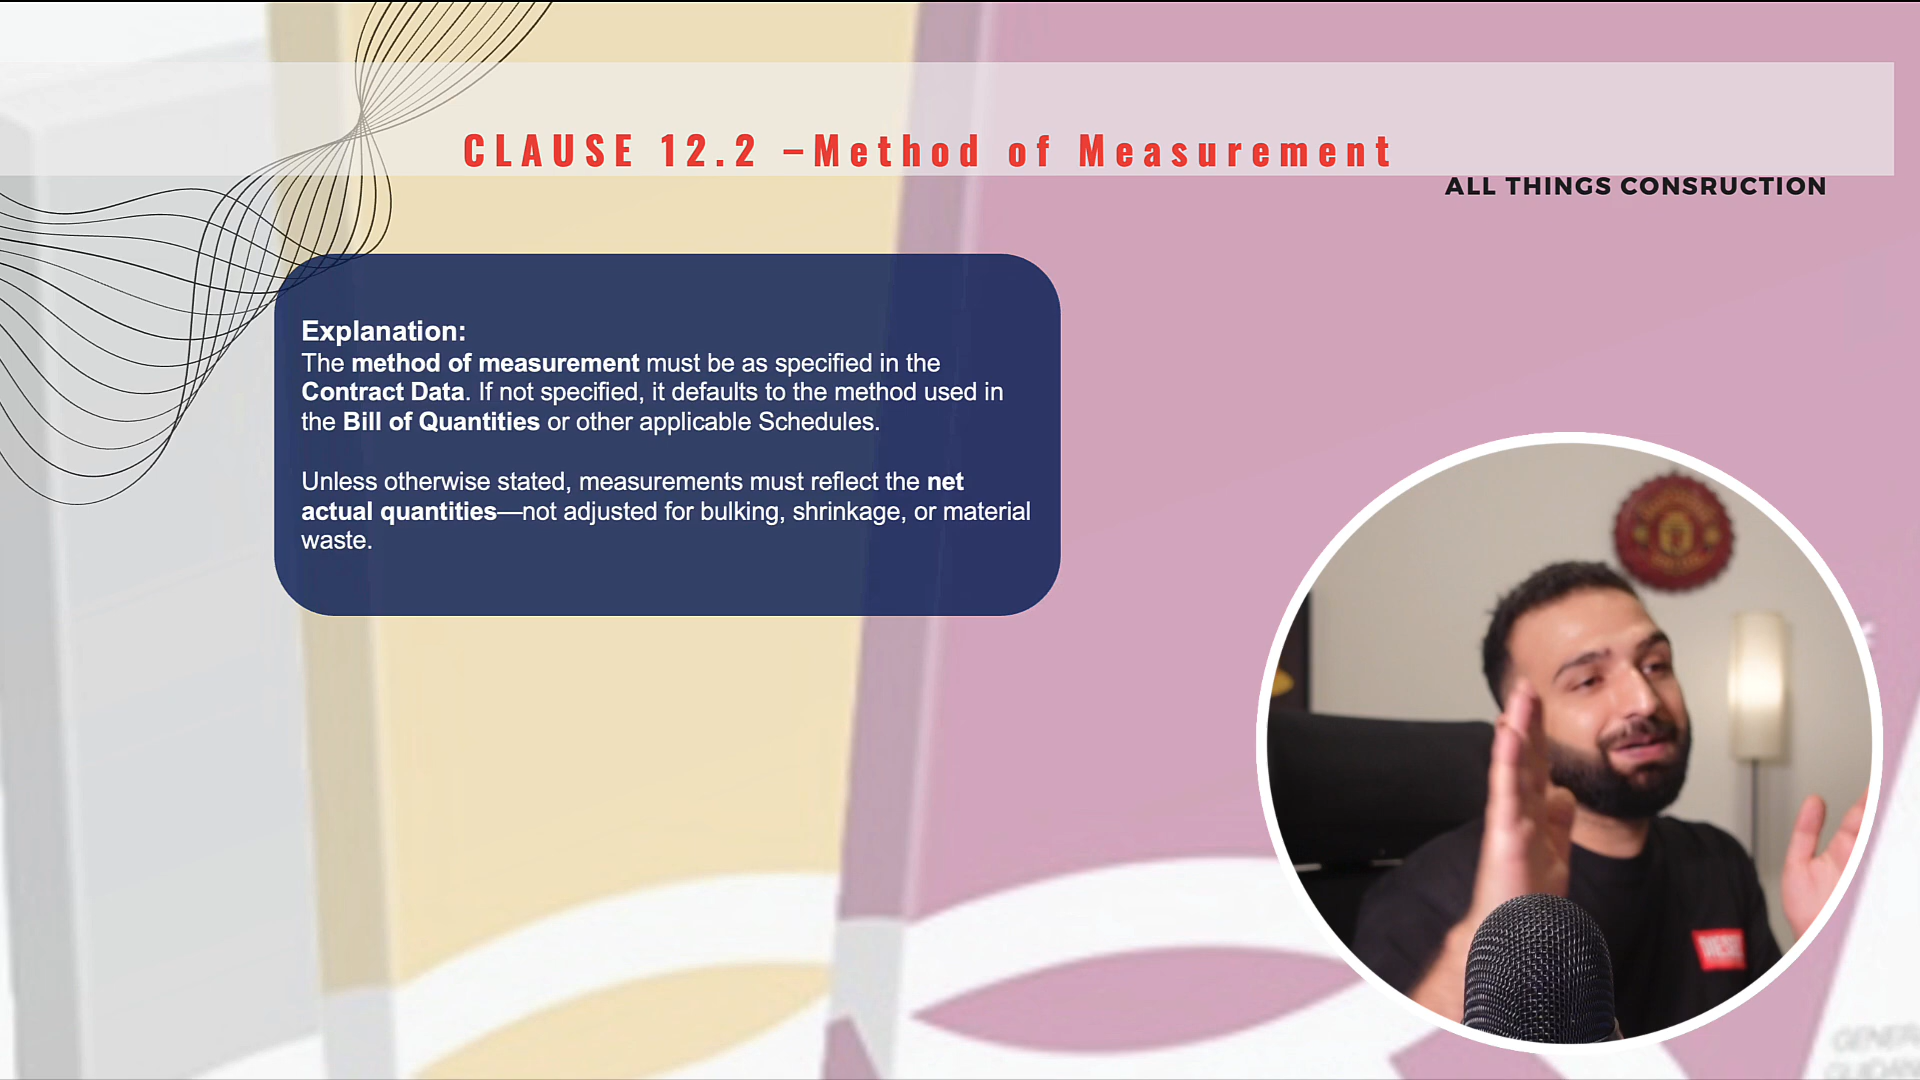 CLAUSE 12.2 –Method of Measurement
ALL THINGS CONSRUCTION
Explanation:
The method of measurement must be as specified in the
Contract Data. If not specified, it defaults to the method used in
the Bill of Quantities or other applicable Schedules.
Unless otherwise stated, measurements must reflect the net
actual quantities—not adjusted for bulking, shrinkage, or material
waste.